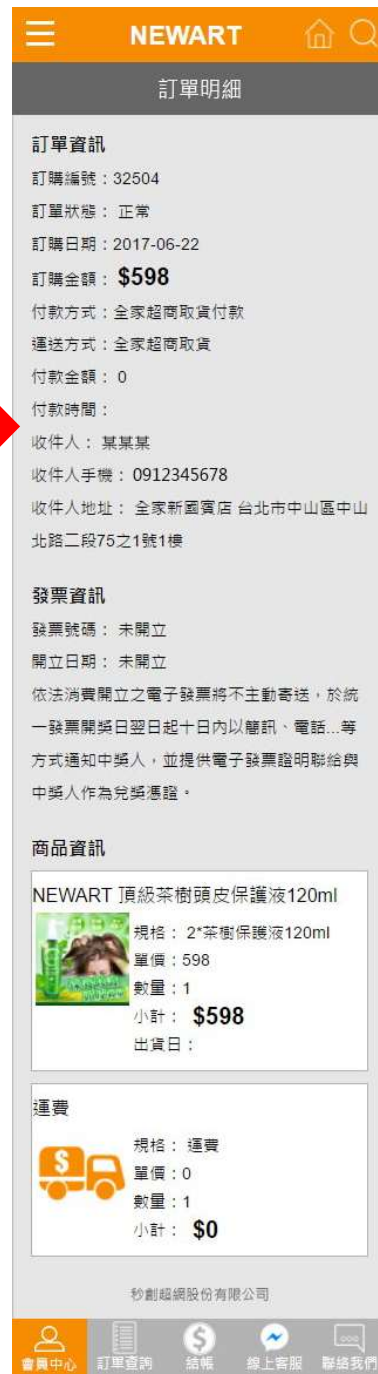 NEWART
訂單明細
訂單資訊
訂購編號：32504
訂單狀態： 正常
訂購日期：2017-06-22
訂購金額： $598
付款方式：全家超商取貨付款
運送方式：全家超商取貨
付款金額： 0
付款時間：
收件人： 某某某
收件人手機： 0912345678
收件人地址： 全家新國賓店 台北市中山區中山
北路二段75之1號1樓
發票資訊
發票號碼： 未開立
開立日期： 未開立
依法消費開立之電子發票將不主動寄送，於統
一發票開獎日翌日起十日內以簡訊、電話...等
方式通知中獎人，並提供電子發票證明聯給與
中獎人作為兌獎憑證。
商品資訊
NEWART 頂級茶樹頭皮保護液120ml
規格： 2*茶樹保護液120ml
單價：598
數量：1
小計： $598
出貨日：
運費
規格： 運費
單價：0
數量：1
小計： $0
秒創超網股份有限公司
會員中心 訂單查詢 結帳 線上客服 聯絡我們